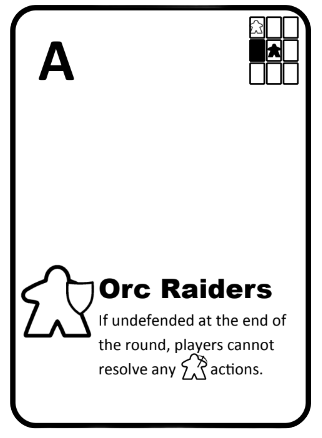 A
Orc Raiders
If undefended at the end of
the round, players cannot
resolve any actions.